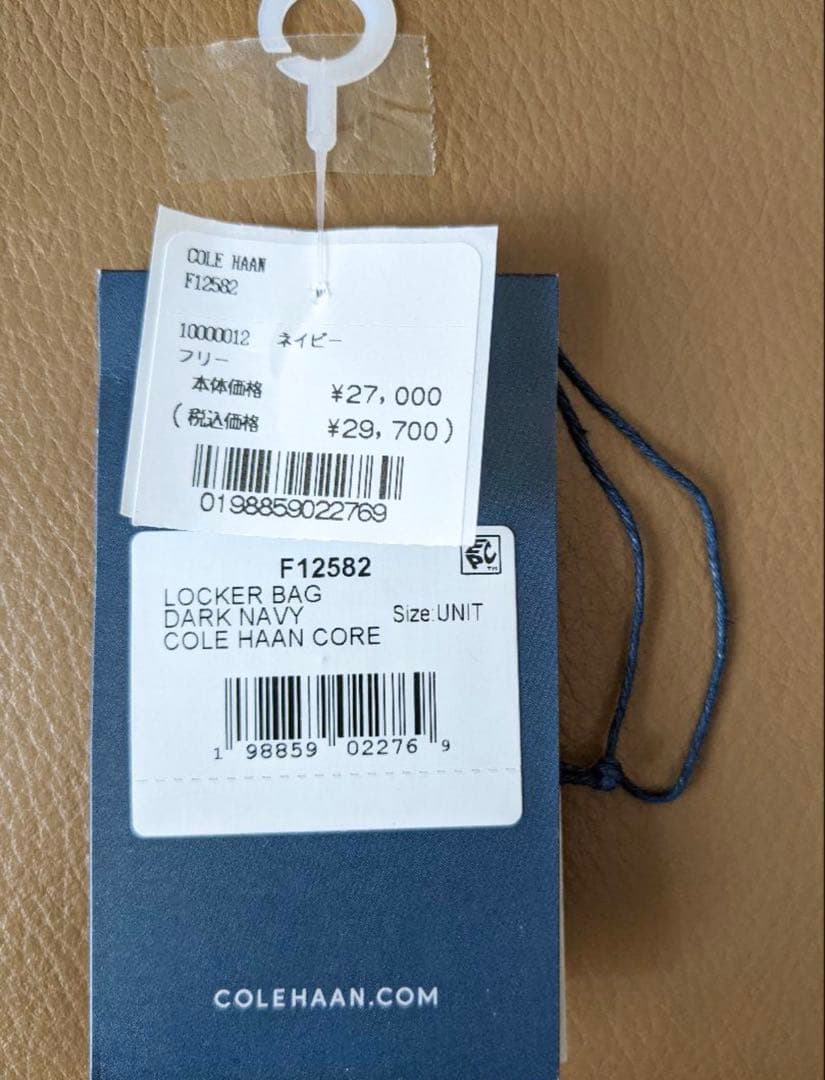 COLE HAAN
F12582
10000012 ネイビー
フリー
本体価格 ¥27,000
(税込価格 ¥29,700)
0198859022769
F12582
EPC™
LOCKER BAG
DARK NAVY Size:UNIT
COLE HAAN CORE
1 98859 02276 9
COLEHAAN.COM